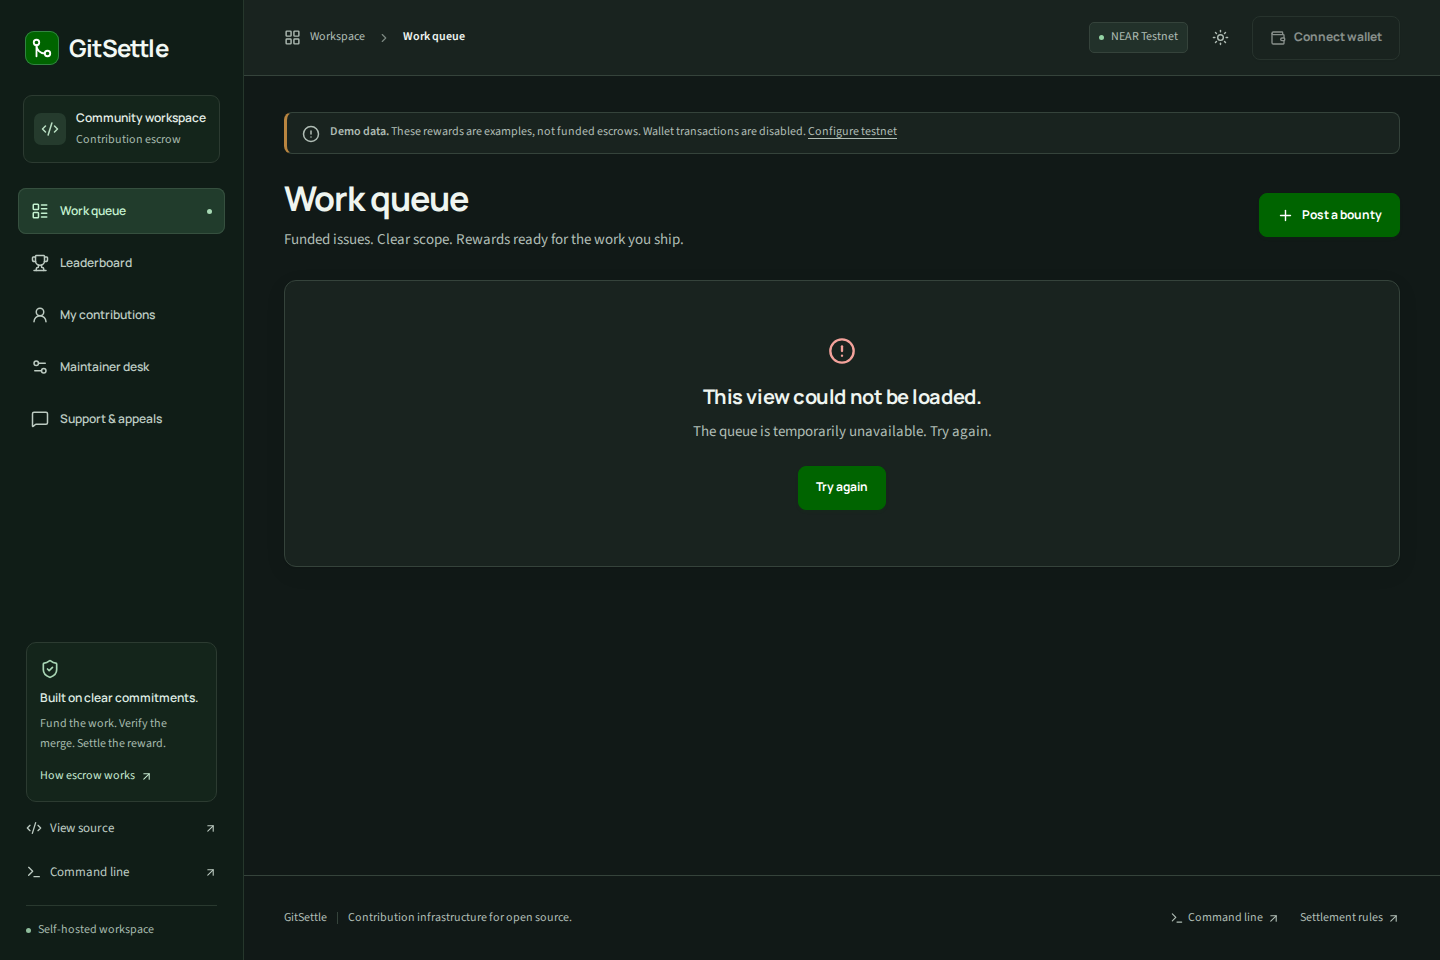 GitSettle
Community workspace
Contribution escrow
Work queue
Leaderboard
My contributions
Maintainer desk
Support & appeals
Built on clear commitments.
Fund the work. Verify the
merge. Settle the reward.
How escrow works
View source
Command line
Self-hosted workspace
Workspace
Work queue
NEAR Testnet
Connect wallet
Demo data. These rewards are examples, not funded escrows. Wallet transactions are disabled. Configure testnet
Work queue
Funded issues. Clear scope. Rewards ready for the work you ship.
Post a bounty
This view could not be loaded.
The queue is temporarily unavailable. Try again.
Try again
GitSettle
Contribution infrastructure for open source.
Command line
Settlement rules